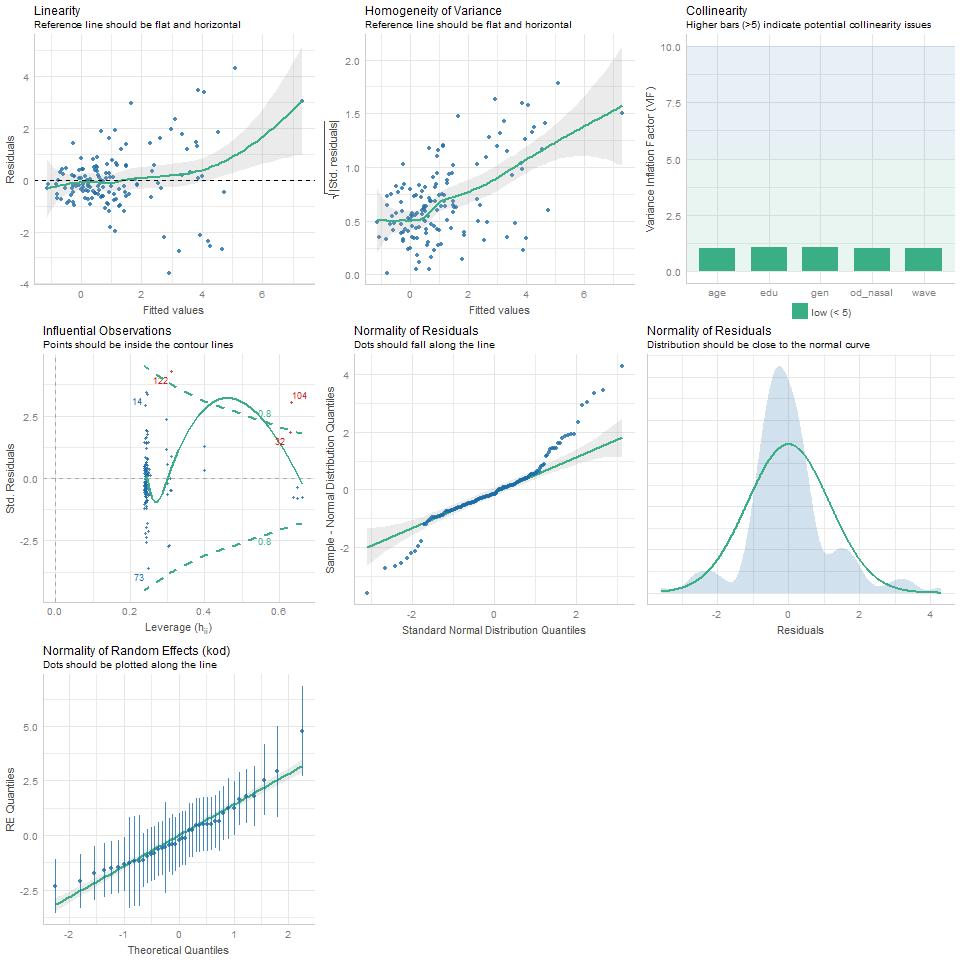 Linearity
Reference line should be flat and horizontal
Residuals
4
2
0
-2
-4
0
2
4
6
Fitted values
Homogeneity of Variance
Reference line should be flat and horizontal
√|Std. residuals|
2.0
1.5
1.0
0.5
0.0
0
2
4
6
Fitted values
Collinearity
Higher bars (>5) indicate potential collinearity issues
Variance Inflation Factor (VIF)
10.0
7.5
5.0
2.5
0.0
age
edu
gen
od_nasal
wave
low (< 5)
Influential Observations
Points should be inside the contour lines
Std. Residuals
2.5
0.0
-2.5
122
104
14
0.8
32
0.8
73
0.0
0.2
0.4
0.6
Leverage (hii)
Normality of Residuals
Dots should fall along the line
Sample - Normal Distribution Quantiles
4
2
0
-2
-2
0
2
Standard Normal Distribution Quantiles
Normality of Residuals
Distribution should be close to the normal curve
-2
0
2
4
Residuals
Normality of Random Effects (kod)
Dots should be plotted along the line
RE Quantiles
5.0
2.5
0.0
-2.5
-2
-1
0
1
2
Theoretical Quantiles